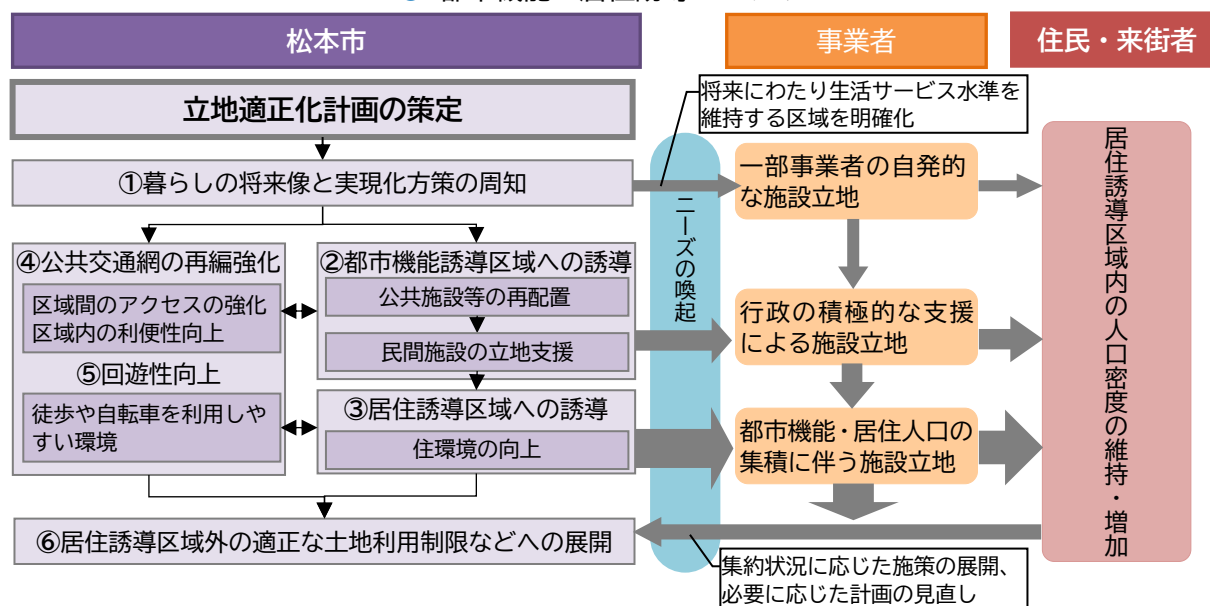 松本市
事業者
住民・来街者
立地適正化計画の策定
将来にわたり生活サービス水準を
維持する区域を明確化
①暮らしの将来像と実現化方策の周知
ニーズの喚起
一部事業者の自発的
な施設立地
居住誘導区域内の人口密度の維持・増加
④公共交通網の再編強化
区域間のアクセスの強化
区域内の利便性向上
⑤回遊性向上
徒歩や自転車を利用しや
すい環境
②都市機能誘導区域への誘導
公共施設等の再配置
民間施設の立地支援
③居住誘導区域への誘導
住環境の向上
行政の積極的な支援
による施設立地
都市機能・居住人口の
集積に伴う施設立地
⑥居住誘導区域外の適正な土地利用制限などへの展開
集約状況に応じた施策の展開、
必要に応じた計画の見直し